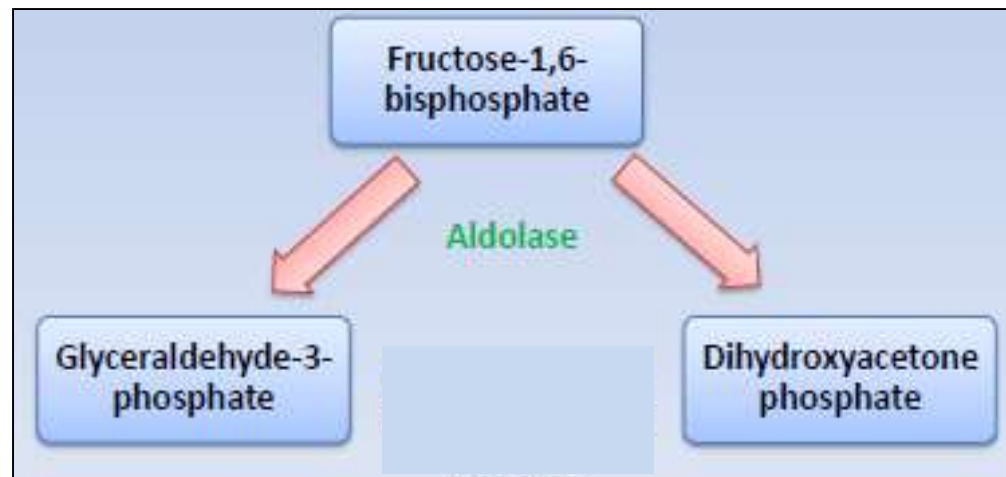 Fructose-1,6-
bisphosphate
Aldolase
Glyceraldehyde-3-
phosphate
Dihydroxyacetone
phosphate